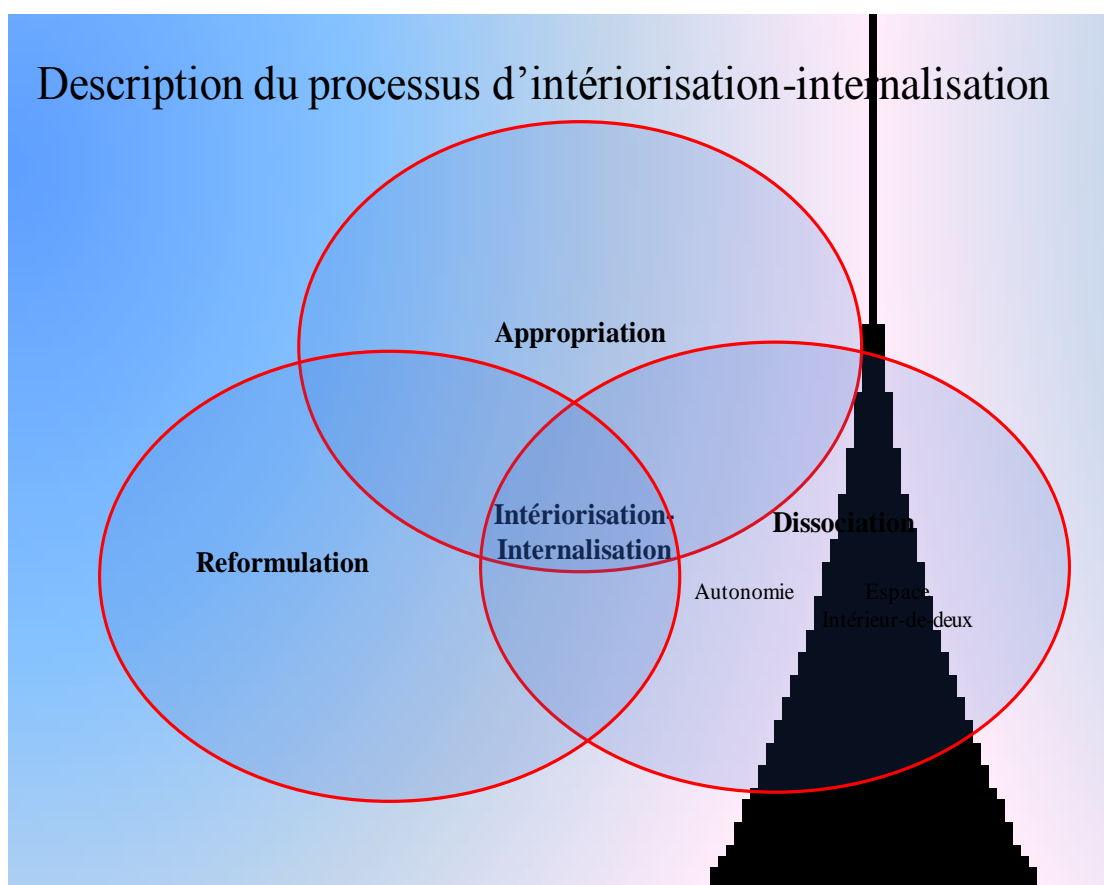 Description du processus d’intériorisation-internalisation
Appropriation
Intériorisation-
Internalisation
Dissociation
Reformulation
Autonomie
Espace
Intérieur-de-deux